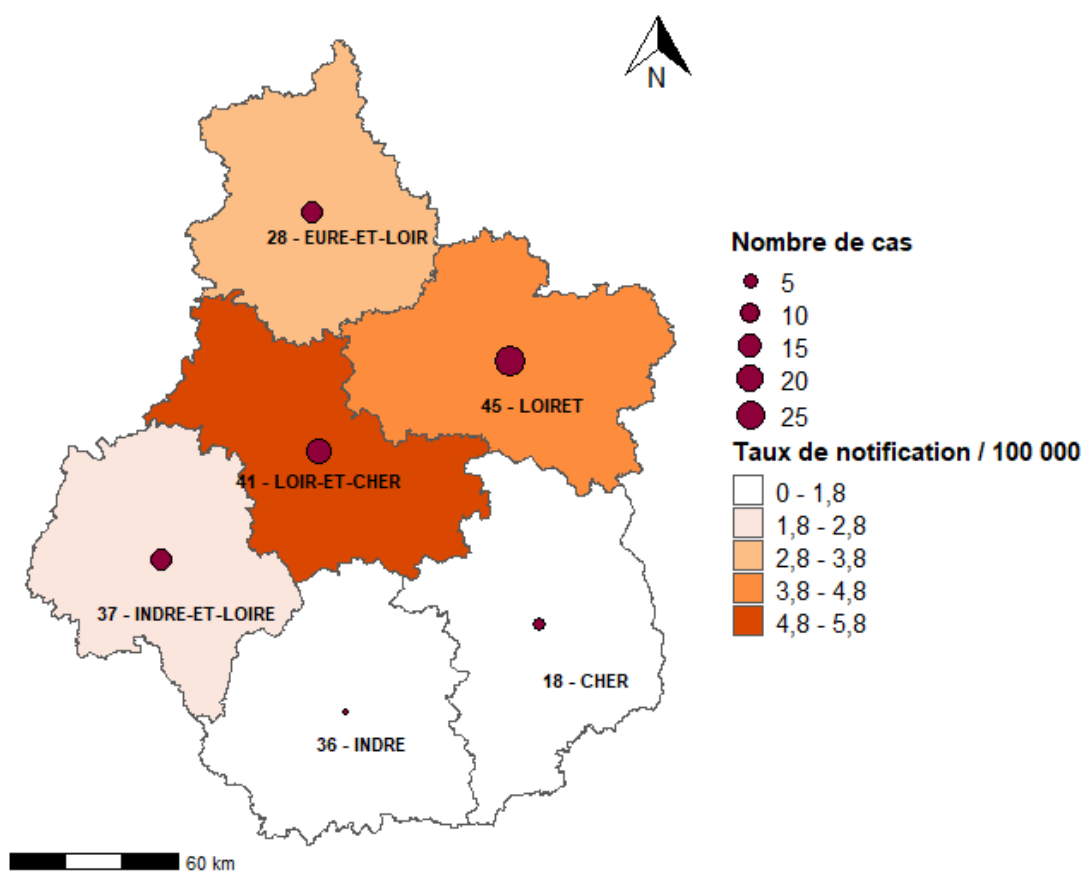 N
28 - EURE-ET-LOIR
45 - LOIRET
41 - LOIR-ET-CHER
37 - INDRE-ET-LOIRE
18 - CHER
36 - INDRE
60 km
Nombre de cas
5
10
15
20
25
Taux de notification / 100 000
0 - 1,8
1,8 - 2,8
2,8 - 3,8
3,8 - 4,8
4,8 - 5,8